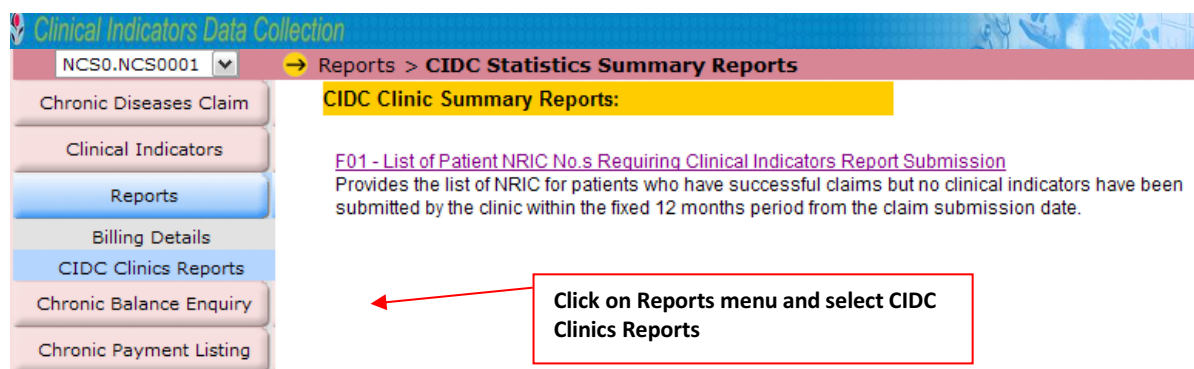 Clinical Indicators Data Collection
NCS0.NCS0001
Reports > CIDC Statistics Summary Reports
Chronic Diseases Claim
Clinical Indicators
Reports
Billing Details
CIDC Clinics Reports
Chronic Balance Enquiry
Chronic Payment Listing
CIDC Clinic Summary Reports:
F01 - List of Patient NRIC No.s Requiring Clinical Indicators Report Submission
Provides the list of NRIC for patients who have successful claims but no clinical indicators have been
submitted by the clinic within the fixed 12 months period from the claim submission date.
Click on Reports menu and select CIDC
Clinics Reports